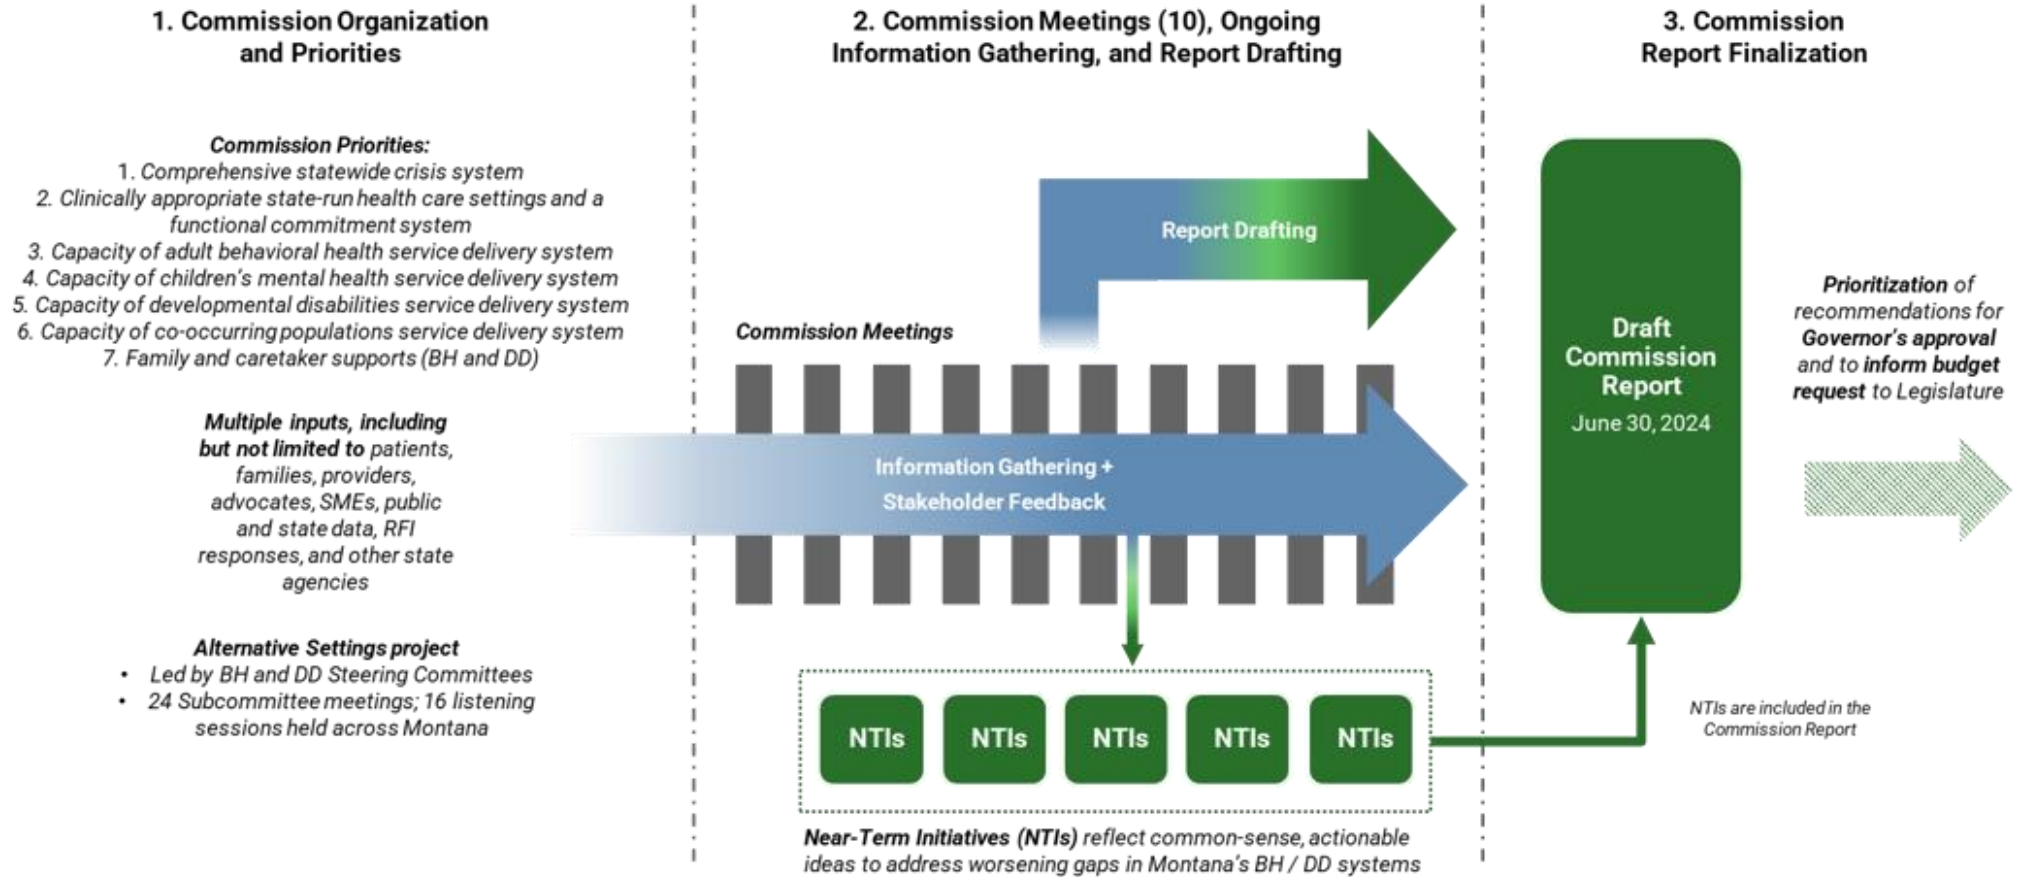 1. Commission Organization
and Priorities
Commission Priorities:
1. Comprehensive statewide crisis system
2. Clinically appropriate state-run health care settings and a
functional commitment system
3. Capacity of adult behavioral health service delivery system
4. Capacity of children's mental health service delivery system
5. Capacity of developmental disabilities service delivery system
6. Capacity of co-occurring populations service delivery system
7. Family and caretaker supports (BH and DD)
Multiple inputs, including
but not limited to patients,
families, providers,
advocates, SMEs, public
and state data, RFI
responses, and other state
agencies
Alternative Settings project
• Led by BH and DD Steering Committees
• 24 Subcommittee meetings; 16 listening
sessions held across Montana
2. Commission Meetings (10), Ongoing
Information Gathering, and Report Drafting
Report Drafting
Commission Meetings
Information Gathering +
Stakeholder Feedback
NTIs
NTIs
NTIs
NTIs
NTIs
Near-Term Initiatives (NTIs) reflect common-sense, actionable
ideas to address worsening gaps in Montana's BH / DD systems
3. Commission
Report Finalization
Draft
Commission
Report
June 30, 2024
Prioritization of
recommendations for
Governor's approval
and to inform budget
request to Legislature
NTIs are included in the
Commission Report